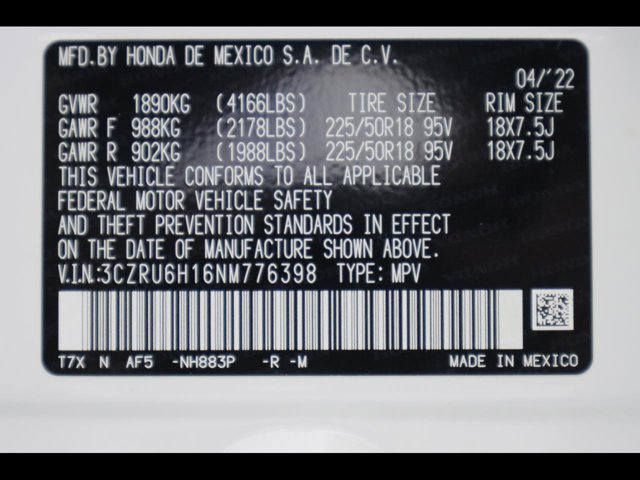 MFD.BY HONDA DE MEXICO S.A. DE C.V.
04/'22
GVWR 1890KG (4166LBS) TIRE SIZE RIM SIZE
GAWR F 988KG (2178LBS) 225/50R18 95V 18X7.5J
GAWR R 902KG (1988LBS) 225/50R18 95V 18X7.5J
THIS VEHICLE CONFORMS TO ALL APPLICABLE
FEDERAL MOTOR VEHICLE SAFETY
AND THEFT PREVENTION STANDARDS IN EFFECT
ON THE DATE OF MANUFACTURE SHOWN ABOVE.
V.I.N:3CZRU6H16NM776398 TYPE: MPV
T7X N AF5 -NH883P -R -M MADE IN MEXICO